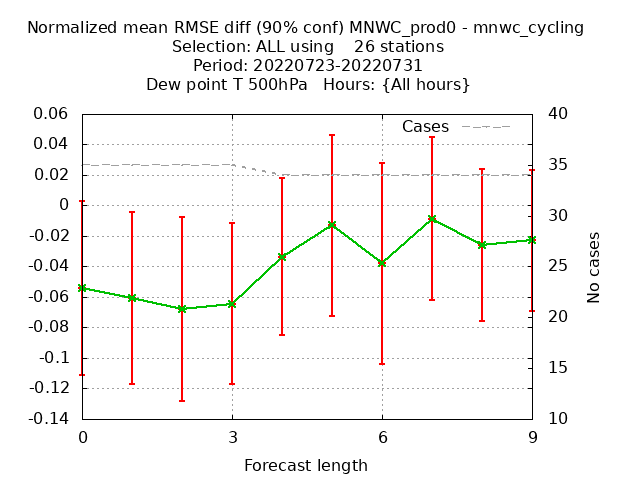 Normalized mean RMSE diff (90% conf) MNWC_prod0 - mnwc_cycling
Selection: ALL using    26 stations
Period: 20220723-20220731
Dew point T 500hPa   Hours: {All hours}
Cases
0.06
0.04
0.02
0
-0.02
-0.04
-0.06
-0.08
-0.1
-0.12
-0.14
40
35
30
25
20
15
10
No cases
0 3 6 9
Forecast length